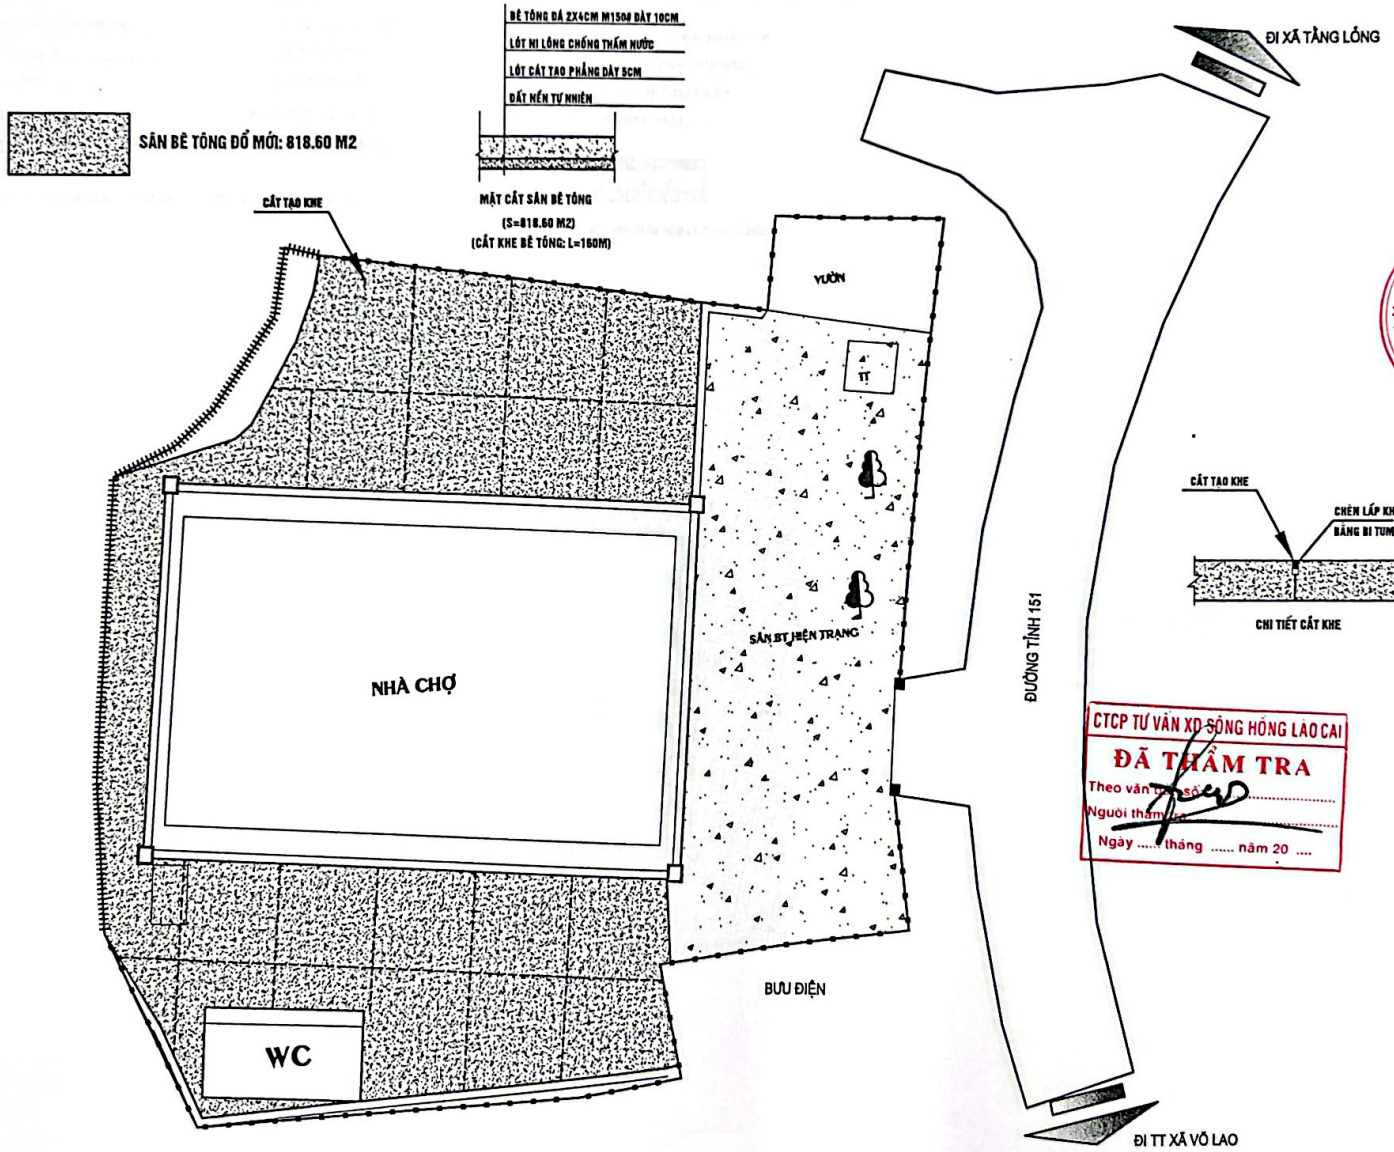 BÊ TÔNG ĐÁ 2X4CM M150# DÀY 10CM
LÓT NI LÔNG CHỐNG THẤM NƯỚC
LÓT CÁT TẠO PHẲNG DÀY 5CM
ĐẤT NỀN TỰ NHIÊN
ĐI XÃ TẰNG LỎNG
SÂN BÊ TÔNG ĐỔ MỚI: 818.60 M2
MẶT CẮT SÂN BÊ TÔNG
(S=818.60 M2)
(CẮT KHE BÊ TÔNG: L=160M)
CẮT TẠO KHE
VƯỜN
TT
CẮT TẠO KHE
CHÈN LẤP KH
BẰNG BI TUM
CHI TIẾT CẮT KHE
SÂN BT HIỆN TRẠNG
ĐƯỜNG TỈNH 151
NHÀ CHỢ
CTCP TƯ VẤN XD SÔNG HỒNG LÀO CAI
ĐÃ THẨM TRA
Theo văn số
Người thẩm
Ngày ...... tháng ...... năm 20 ....
BƯU ĐIỆN
WC
ĐI TT XÃ VÕ LAO